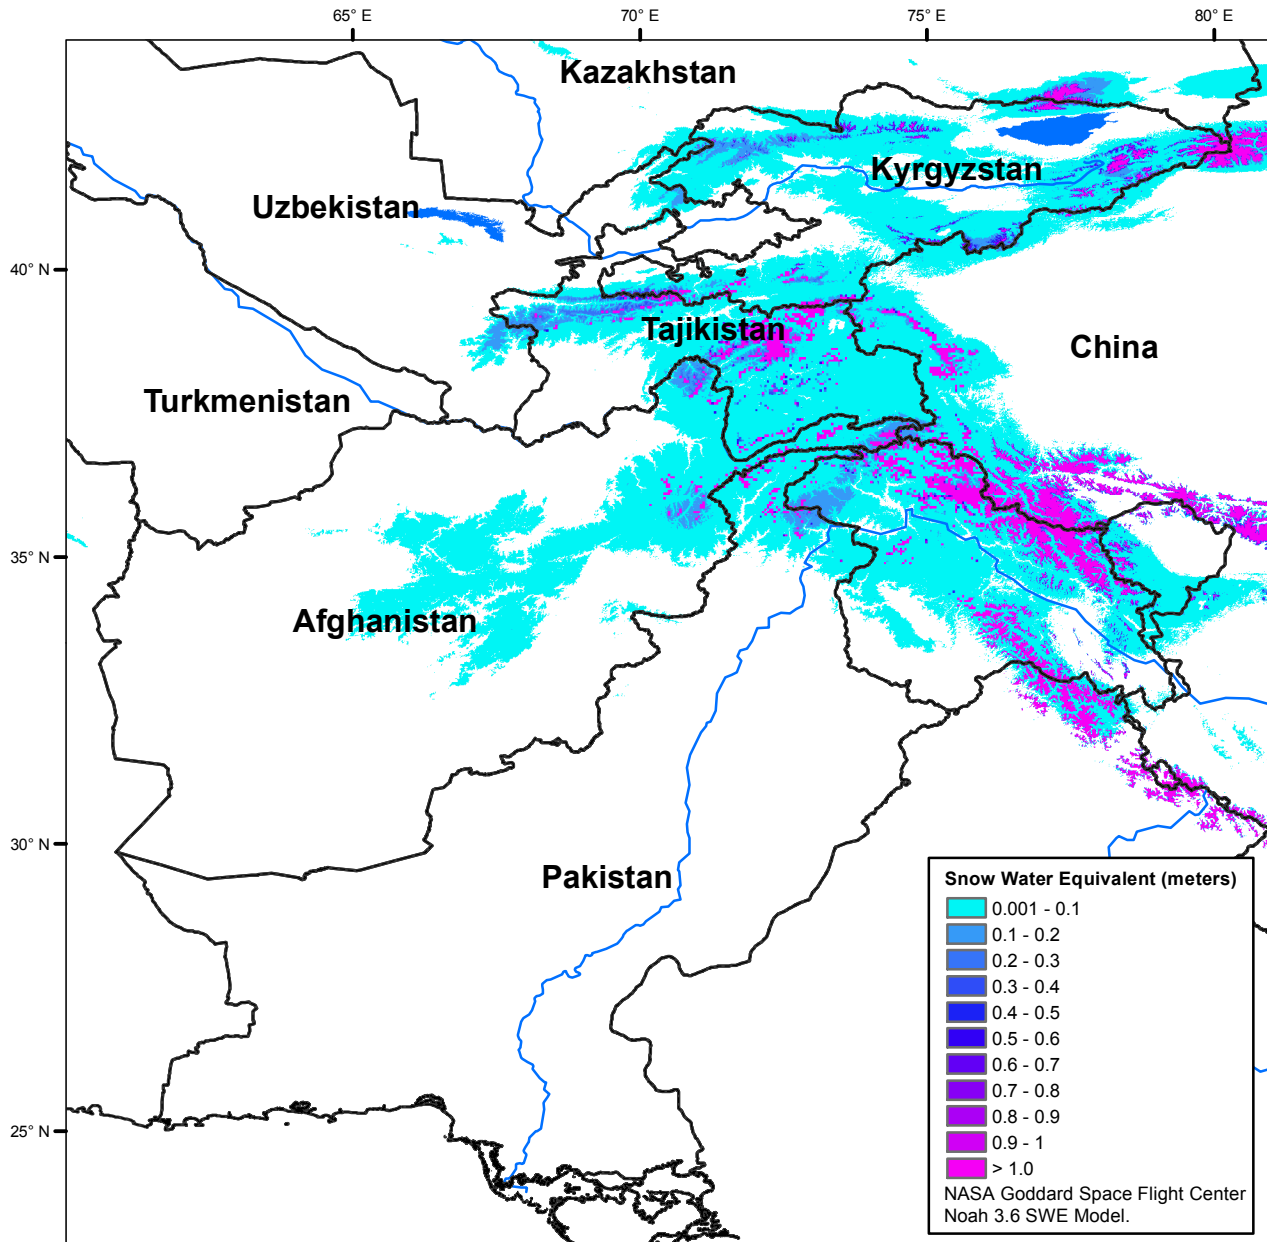 65° E
70° E
75° E
80° E
Kazakhstan
Kyrgyzstan
Uzbekistan
40° N
Tajikistan
China
Turkmenistan
35° N
Afghanistan
30° N
Pakistan
Snow Water Equivalent (meters)
0.001 - 0.1
0.1 - 0.2
0.2 - 0.3
0.3 - 0.4
0.4 - 0.5
0.5 - 0.6
0.6 - 0.7
0.7 - 0.8
0.8 - 0.9
0.9 - 1
> 1.0
25° N
NASA Goddard Space Flight Center
Noah 3.6 SWE Model.